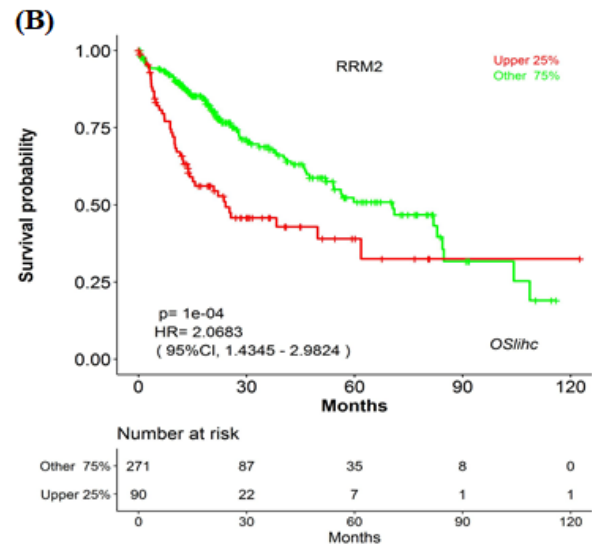 (B)
1.00
0.75
0.50
0.25
0.00
Survival probability
RRM2
Upper 25%
Other 75%
p= 1e-04
HR= 2.0683
( 95%CI, 1.4345 - 2.9824 )
OSlihc
0 30 60 90 120
Months
Number at risk
Other 75% 271 87 35 8 0
Upper 25% 90 22 7 1 1
0 30 60 90 120
Months